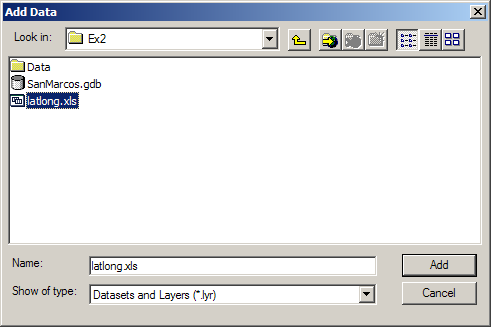 Add Data
Look in: Ex2
Data
SanMarcos.gdb
latlong.xls
Name: latlong.xls Add
Show of type: Datasets and Layers (*.lyr) Cancel